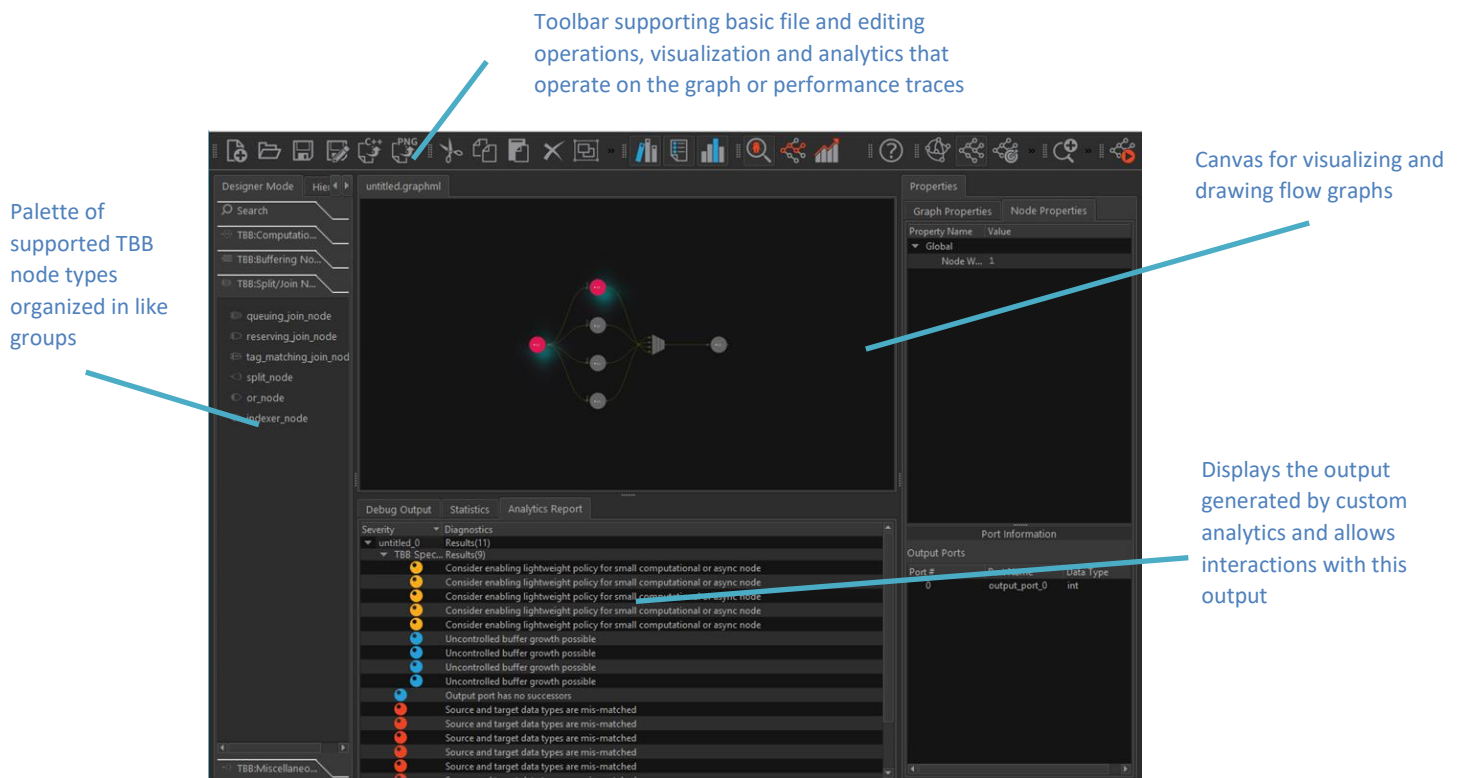 Toolbar supporting basic file and editing
operations, visualization and analytics that
operate on the graph or performance traces
C++
PNG
Canvas for visualizing and
drawing flow graphs
Palette of
supported TBB
node types
organized in like
groups
Designer Mode
Search
TBB:Computatio...
TBB:Buffering No...
TBB:Split/Join N...
queuing_join_node
reserving_join_node
tag_matching_join_nod
split_node
or_node
indexer_node
TBB:Miscellaneo...
untitled.graphml
Properties
Graph Properties Node Properties
Property Name Value
Global
Node W... 1
Displays the output
generated by custom
analytics and allows
interactions with this
output
Debug Output Statistics Analytics Report
Severity Diagnostics
untitled_0 Results(11)
TBB Spec... Results(9)
Consider enabling lightweight policy for small computational or async node
Consider enabling lightweight policy for small computational or async node
Consider enabling lightweight policy for small computational or async node
Consider enabling lightweight policy for small computational or async node
Consider enabling lightweight policy for small computational or async node
Uncontrolled buffer growth possible
Uncontrolled buffer growth possible
Uncontrolled buffer growth possible
Uncontrolled buffer growth possible
Output port has no successors
Source and target data types are mis-matched
Source and target data types are mis-matched
Source and target data types are mis-matched
Source and target data types are mis-matched
Source and target data types are mis-matched
Port Information
Output Ports
Port # Port Name Data Type
0 output_port_0 int